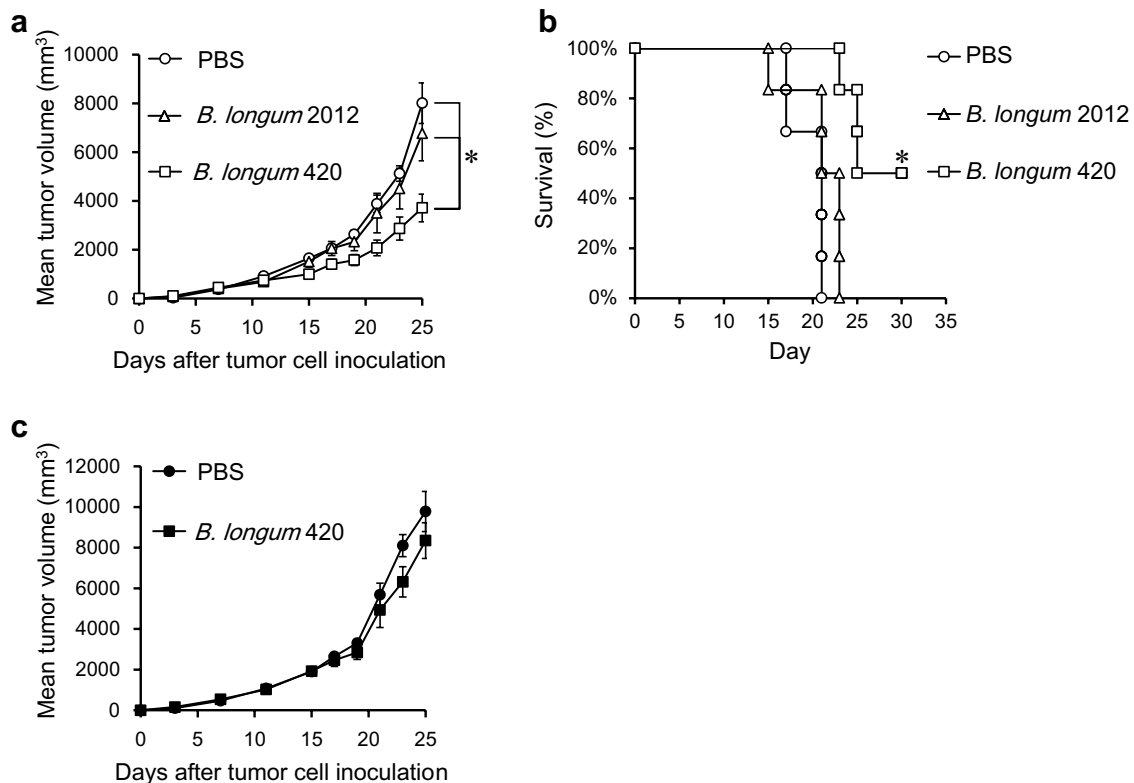 a
Mean tumor volume (mm³)
10000
8000
6000
4000
2000
0
PBS
B. longum 2012
B. longum 420
*
0 5 10 15 20 25
Days after tumor cell inoculation
b
Survival (%)
100%
80%
60%
40%
20%
0%
PBS
B. longum 2012
B. longum 420
*
0 5 10 15 20 25 30 35
Day
c
Mean tumor volume (mm³)
12000
10000
8000
6000
4000
2000
0
PBS
B. longum 420
0 5 10 15 20 25
Days after tumor cell inoculation